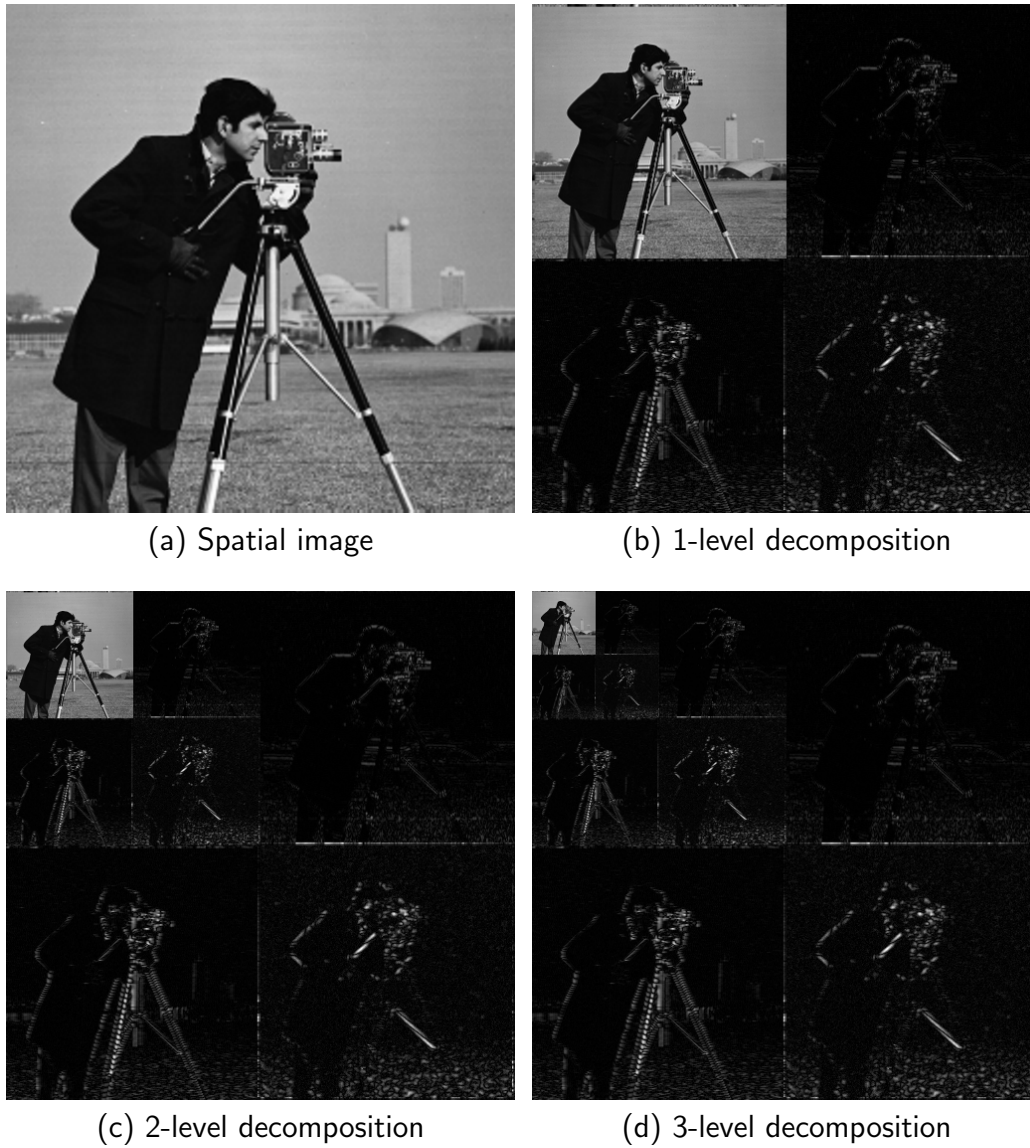 (a) Spatial image
(b) 1-level decomposition
(c) 2-level decomposition
(d) 3-level decomposition